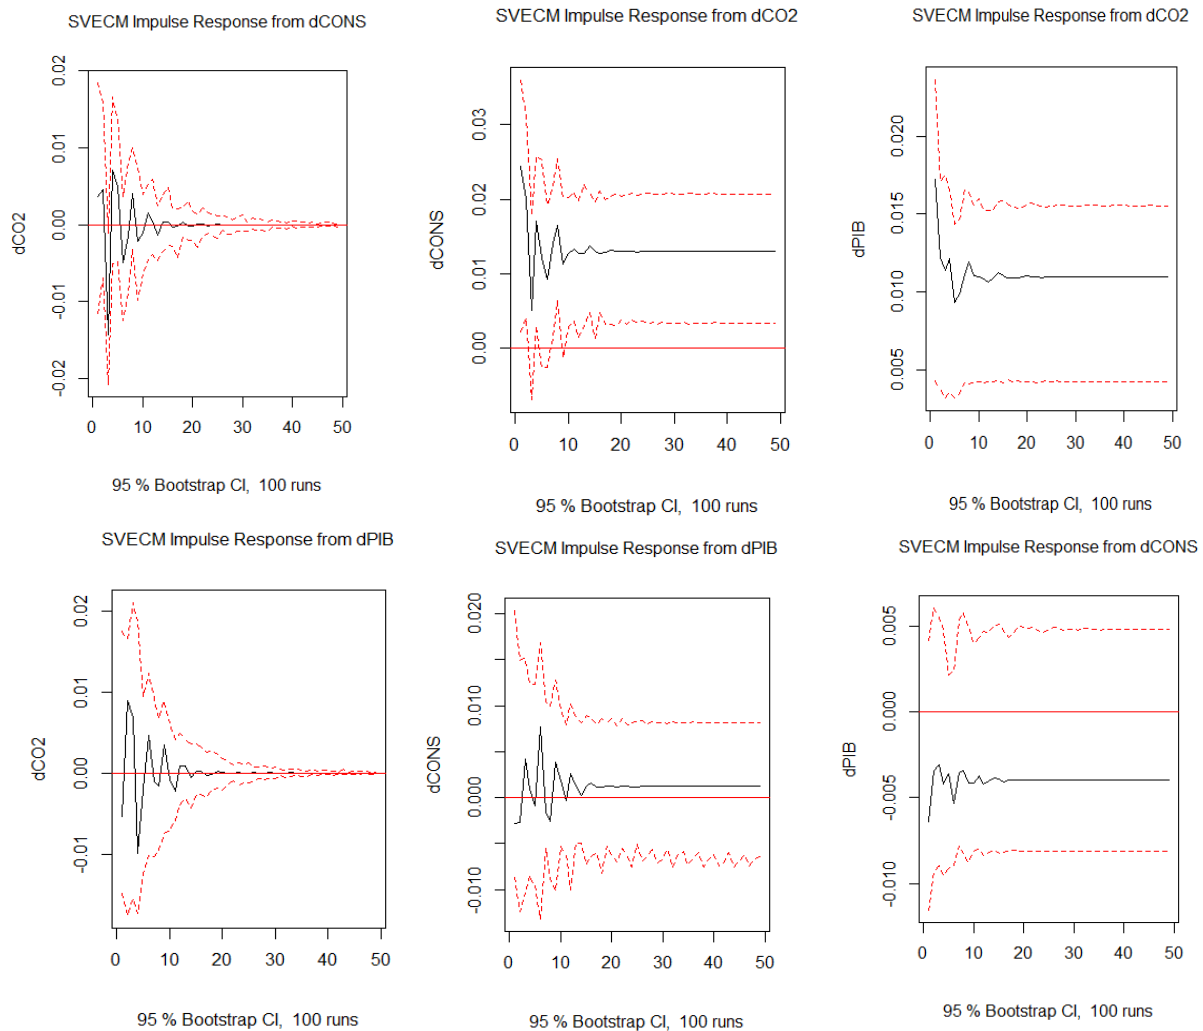 SVECM Impulse Response from dCONS
dCO2
0.02
0.01
0.00
-0.01
-0.02
0 10 20 30 40 50
95 % Bootstrap CI, 100 runs
SVECM Impulse Response from dCO2
dCONS
0.03
0.02
0.01
0.00
0 10 20 30 40 50
95 % Bootstrap CI, 100 runs
SVECM Impulse Response from dCO2
dPIB
0.020
0.015
0.010
0.005
0 10 20 30 40 50
SVECM Impulse Response from dPIB
dCO2
0.02
0.01
0.00
-0.01
0 10 20 30 40 50
95 % Bootstrap CI, 100 runs
SVECM Impulse Response from dPIB
dCONS
0.020
0.010
0.000
-0.010
0 10 20 30 40 50
95 % Bootstrap CI, 100 runs
SVECM Impulse Response from dCONS
dPIB
0.005
0.000
-0.005
-0.010
0 10 20 30 40 50
95 % Bootstrap CI, 100 runs